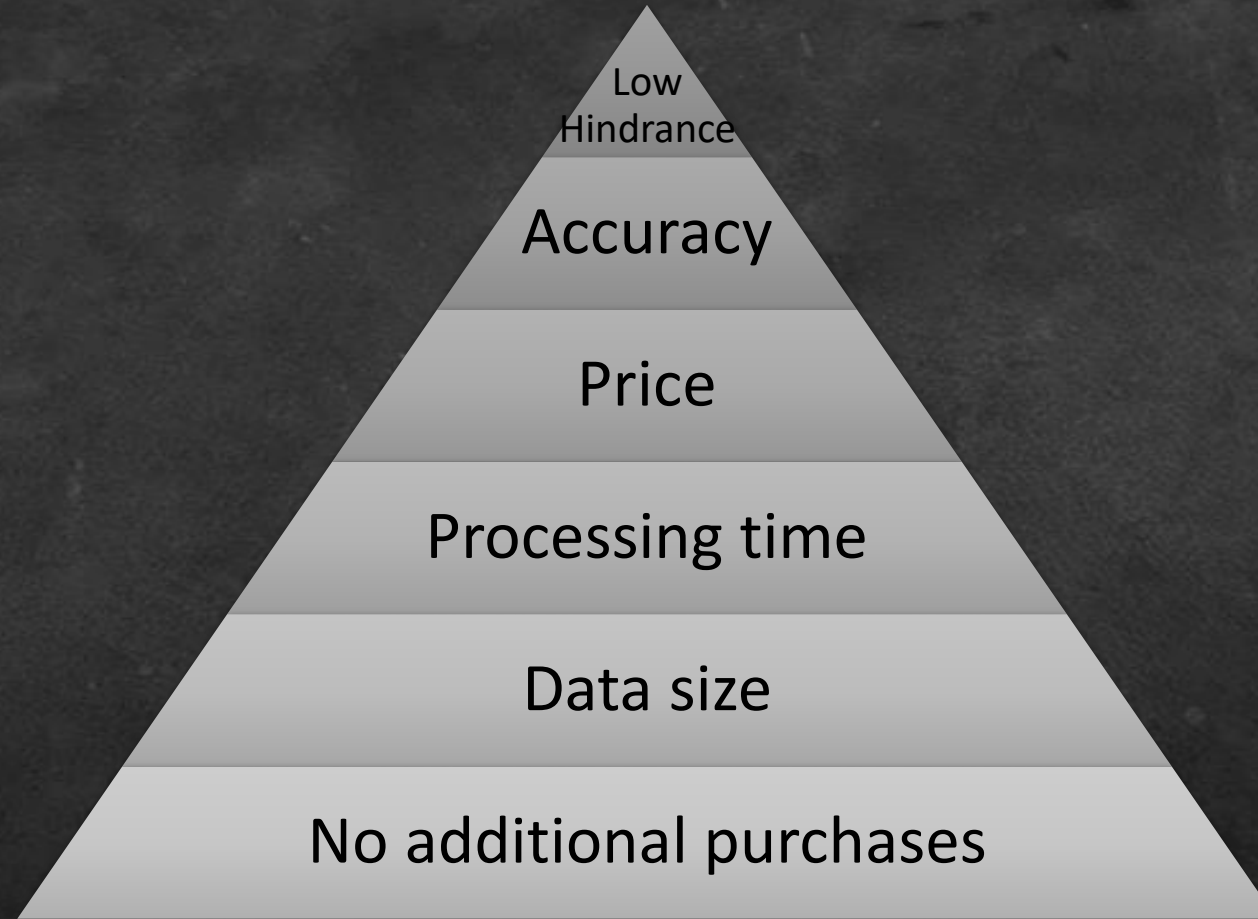 Low
Hindrance
Accuracy
Price
Processing time
Data size
No additional purchases